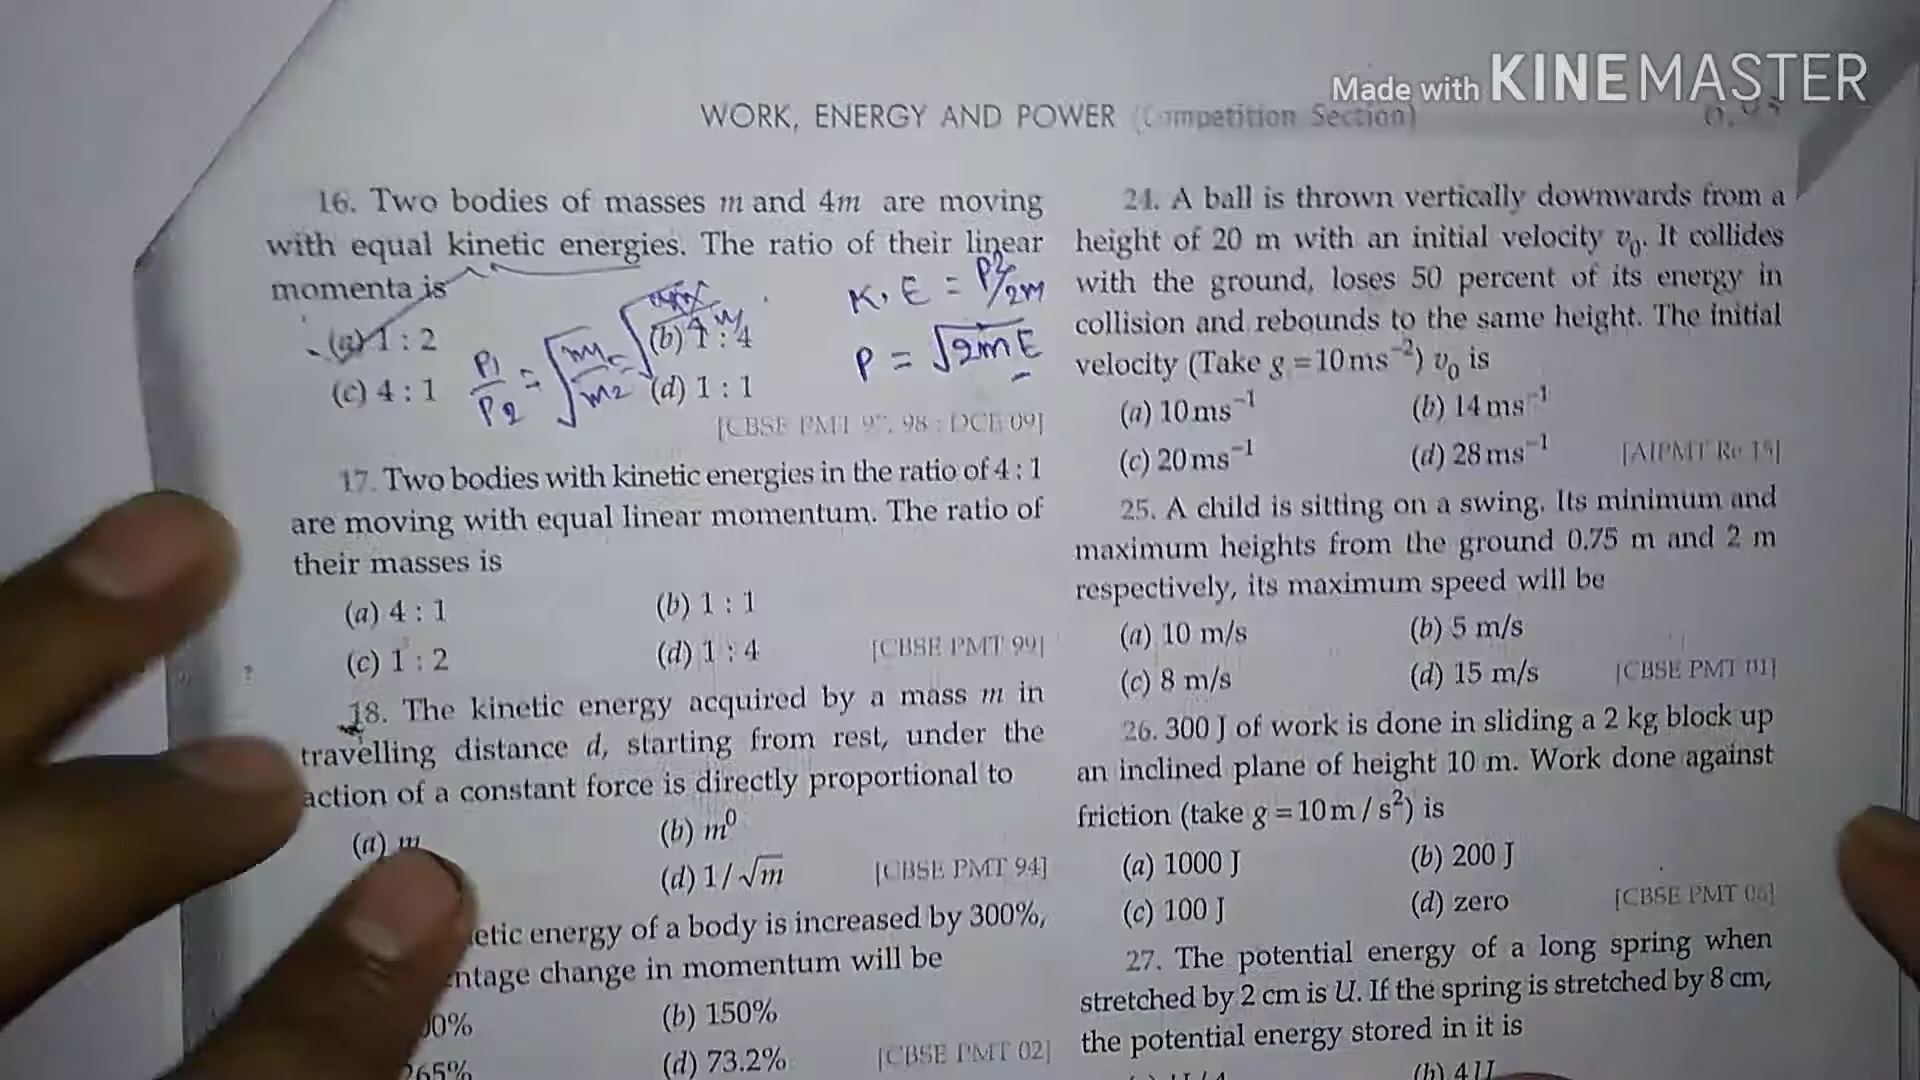 Made with KINEMASTER
WORK, ENERGY AND POWER (Competition Section)
16. Two bodies of masses m and 4m are moving
with equal kinetic energies. The ratio of their linear
momenta is
(a) 1 : 2
(b) 1 : 4
(c) 4 : 1
(d) 1 : 1
K.E = P²/2m
P = √2mE
P1/P2 = √m1/m2 =
[CBSE PMT 97, 98 ; DCE 09]
17. Two bodies with kinetic energies in the ratio of 4 : 1
are moving with equal linear momentum. The ratio of
their masses is
(a) 4 : 1
(b) 1 : 1
(c) 1 : 2
(d) 1 : 4
[CBSE PMT 99]
18. The kinetic energy acquired by a mass m in
travelling distance d, starting from rest, under the
action of a constant force is directly proportional to
(a) m
(b) m⁰
(d) 1/√m
[CBSE PMT 94]
etic energy of a body is increased by 300%,
entage change in momentum will be
00%
(b) 150%
265%
(d) 73.2%
[CBSE PMT 02]
24. A ball is thrown vertically downwards from a
height of 20 m with an initial velocity v₀. It collides
with the ground, loses 50 percent of its energy in
collision and rebounds to the same height. The initial
velocity (Take g = 10 ms⁻²) v₀ is
(a) 10 ms⁻¹
(b) 14 ms⁻¹
(c) 20 ms⁻¹
(d) 28 ms⁻¹
[AIPMT Re 15]
25. A child is sitting on a swing. Its minimum and
maximum heights from the ground 0.75 m and 2 m
respectively, its maximum speed will be
(a) 10 m/s
(b) 5 m/s
(c) 8 m/s
(d) 15 m/s
[CBSE PMT 01]
26. 300 J of work is done in sliding a 2 kg block up
an inclined plane of height 10 m. Work done against
friction (take g = 10 m / s²) is
(a) 1000 J
(b) 200 J
(c) 100 J
(d) zero
[CBSE PMT 06]
27. The potential energy of a long spring when
stretched by 2 cm is U. If the spring is stretched by 8 cm,
the potential energy stored in it is
(b) 4U